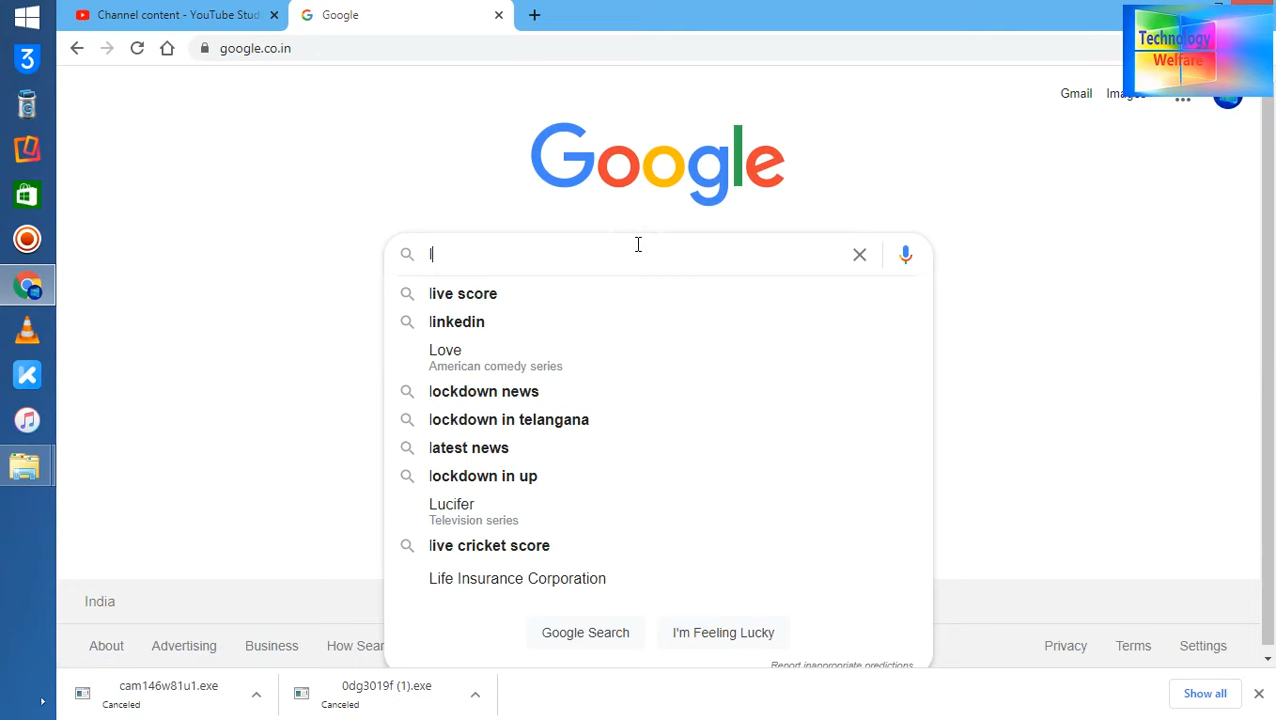 Channel content - YouTube Stud
Google
google.co.in
Technology
Welfare
Gmail
Images
Google
l
live score
linkedin
Love
American comedy series
lockdown news
lockdown in telangana
latest news
lockdown in up
Lucifer
Television series
live cricket score
Life Insurance Corporation
Google Search
I'm Feeling Lucky
Report inappropriate predictions
India
About
Advertising
Business
How Sear
Privacy
Terms
Settings
cam146w81u1.exe
Canceled
0dg3019f (1).exe
Canceled
Show all